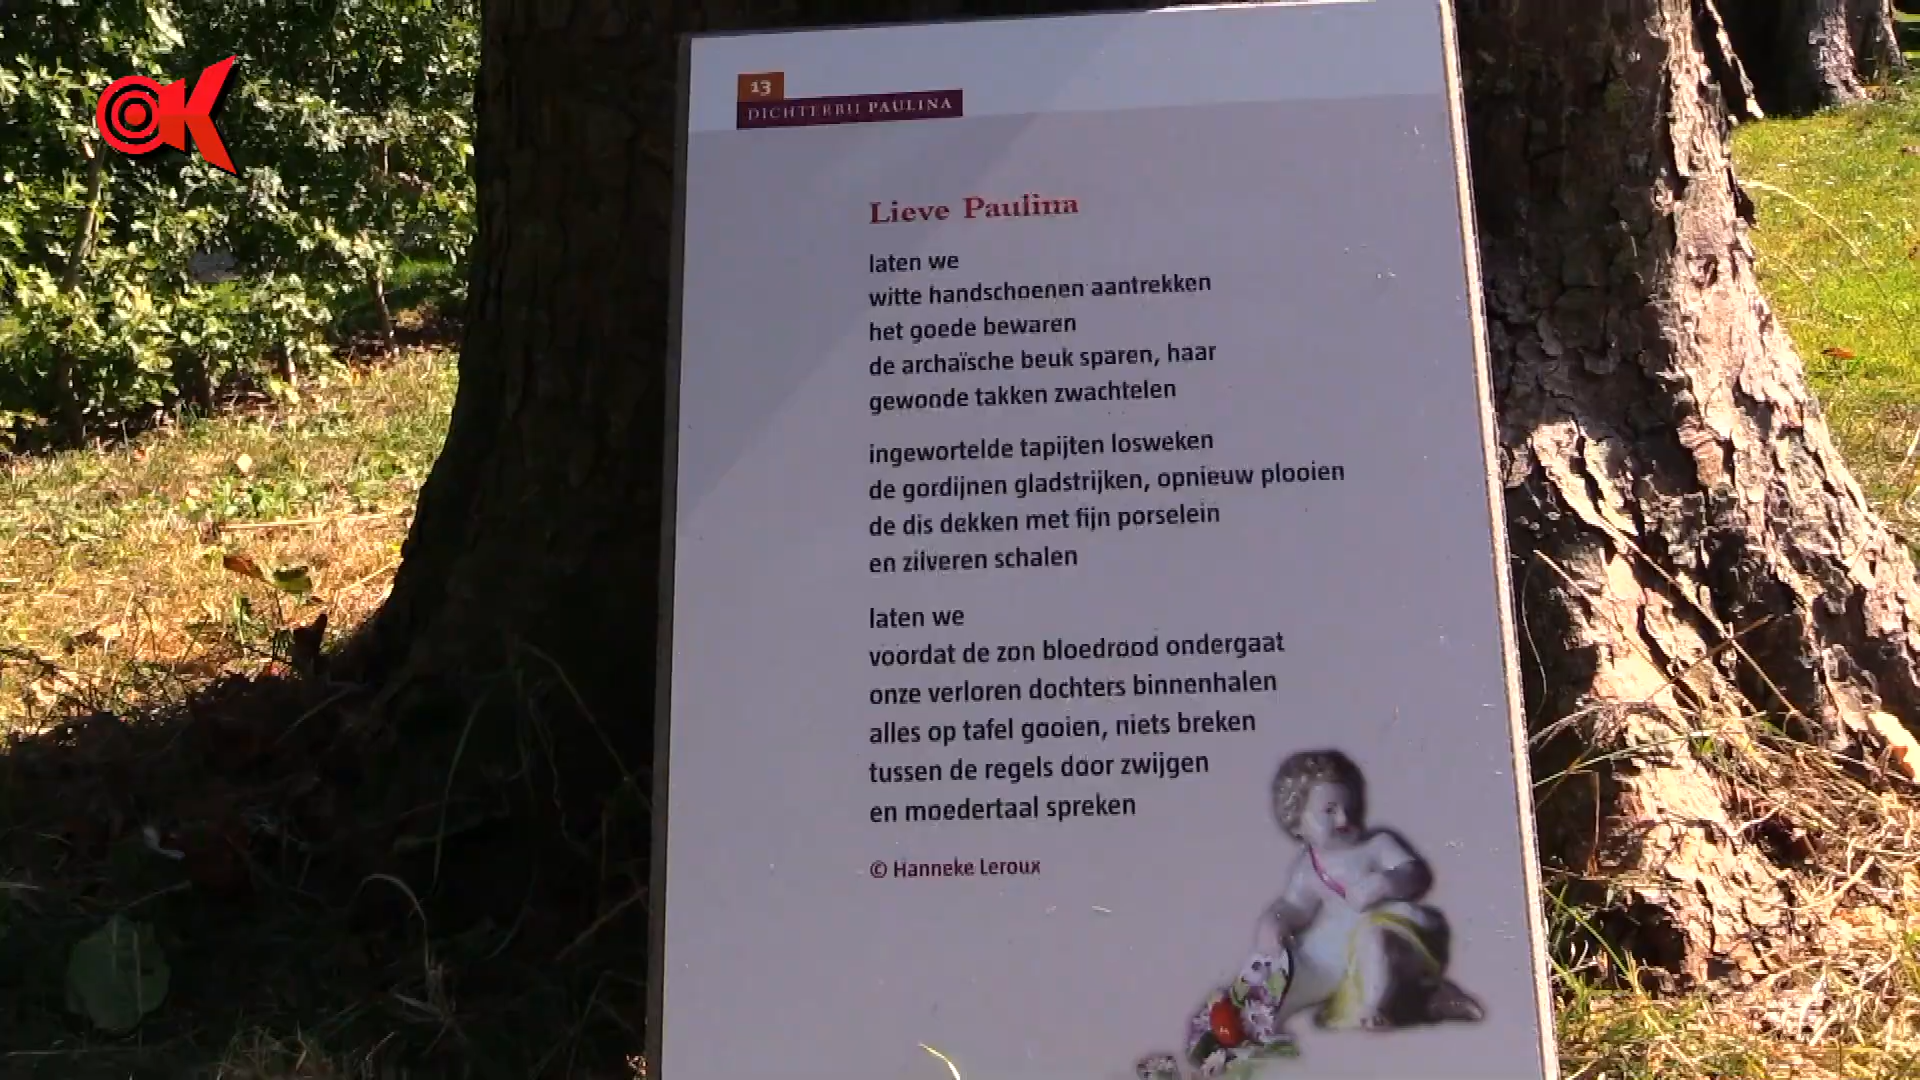 OK
13
DICHTERBIJ PAULINA
Lieve Paulina
laten we
witte handschoenen aantrekken
het goede bewaren
de archaïsche beuk sparen, haar
gewonde takken zwachtelen
ingewortelde tapijten losweken
de gordijnen gladstrijken, opnieuw plooien
de dis dekken met fijn porselein
en zilveren schalen
laten we
voordat de zon bloedrood ondergaat
onze verloren dochters binnenhalen
alles op tafel gooien, niets breken
tussen de regels door zwijgen
en moedertaal spreken
© Hanneke Leroux